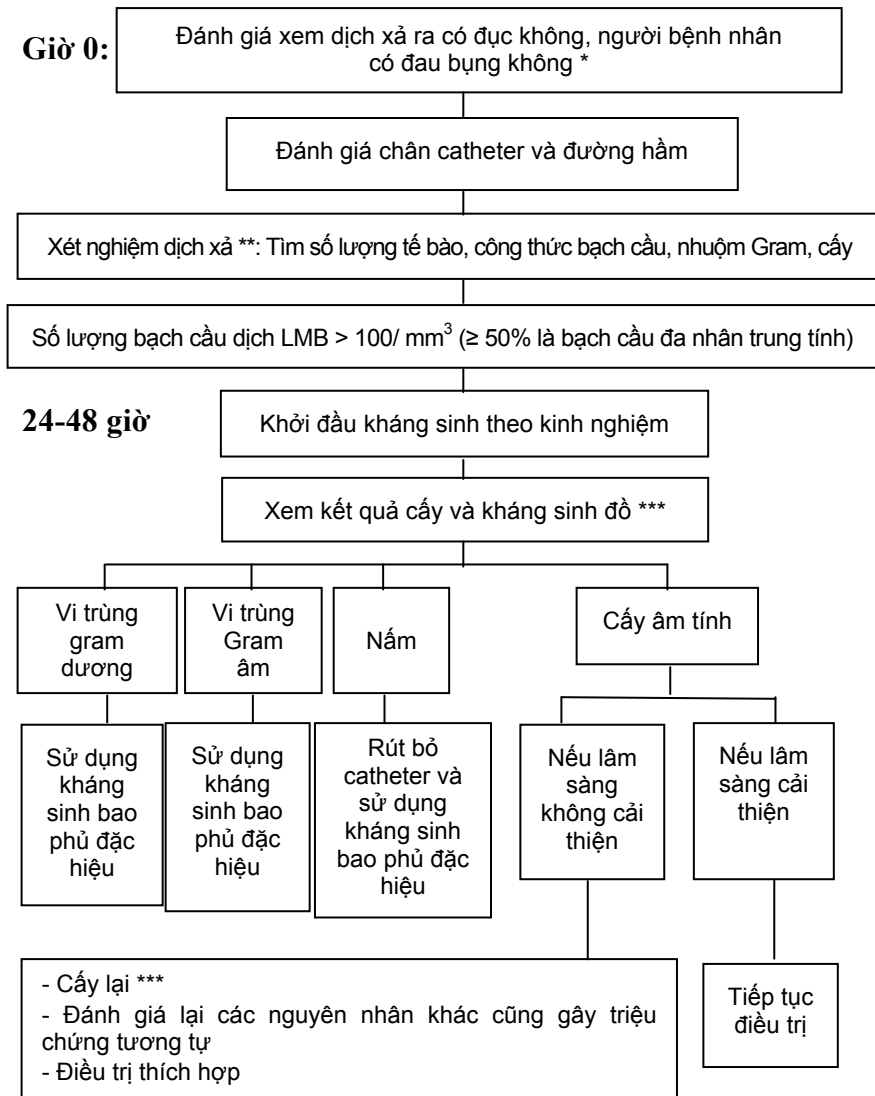 Giờ 0:
Đánh giá xem dịch xả ra có đục không, người bệnh nhân
có đau bụng không *
Đánh giá chân catheter và đường hầm
Xét nghiệm dịch xả **: Tìm số lượng tế bào, công thức bạch cầu, nhuộm Gram, cấy
Số lượng bạch cầu dịch LMB > 100/ mm³ (≥ 50% là bạch cầu đa nhân trung tính)
24-48 giờ
Khởi đầu kháng sinh theo kinh nghiệm
Xem kết quả cấy và kháng sinh đồ ***
Vi trùng
gram
dương
Vi trùng
Gram
âm
Nấm
Cấy âm tính
Sử dụng
kháng
sinh bao
phủ đặc
hiệu
Sử dụng
kháng
sinh bao
phủ đặc
hiệu
Rút bỏ
catheter và
sử dụng
kháng sinh
bao phủ đặc
hiệu
Nếu lâm
sàng
không cải
thiện
Nếu lâm
sàng cải
thiện
- Cấy lại ***
- Đánh giá lại các nguyên nhân khác cũng gây triệu
chứng tương tự
- Điều trị thích hợp
Tiếp tục
điều trị